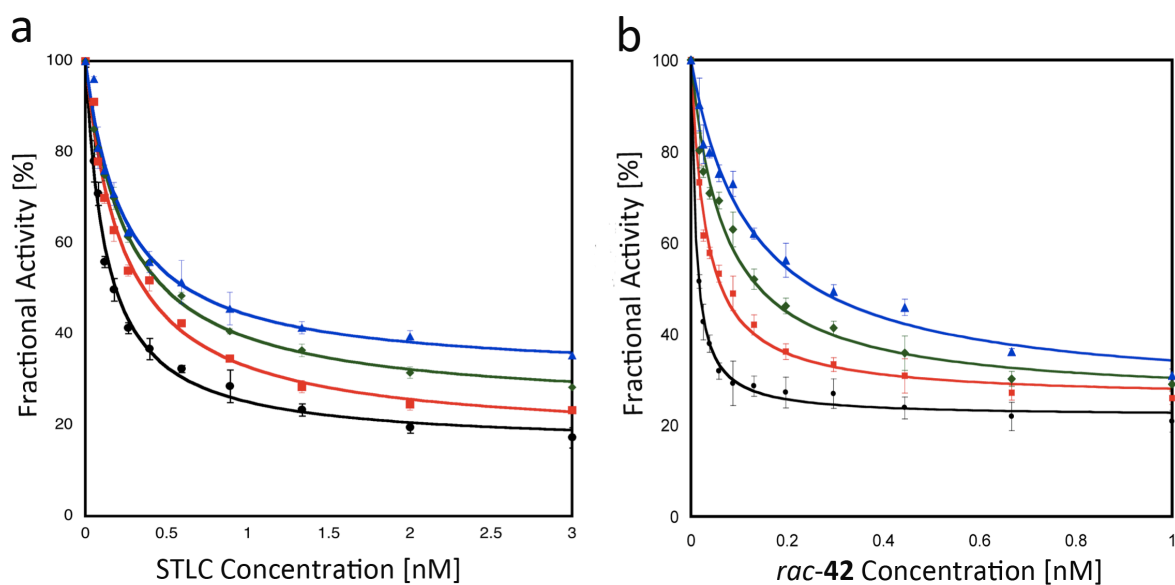 a
100
80
60
40
20
0
Fractional Activity [%]
0 0.5 1 1.5 2 2.5 3
STLC Concentration [nM]
b
100
80
60
40
20
0
Fractional Activity [%]
0 0.2 0.4 0.6 0.8 1
rac-42 Concentration [nM]